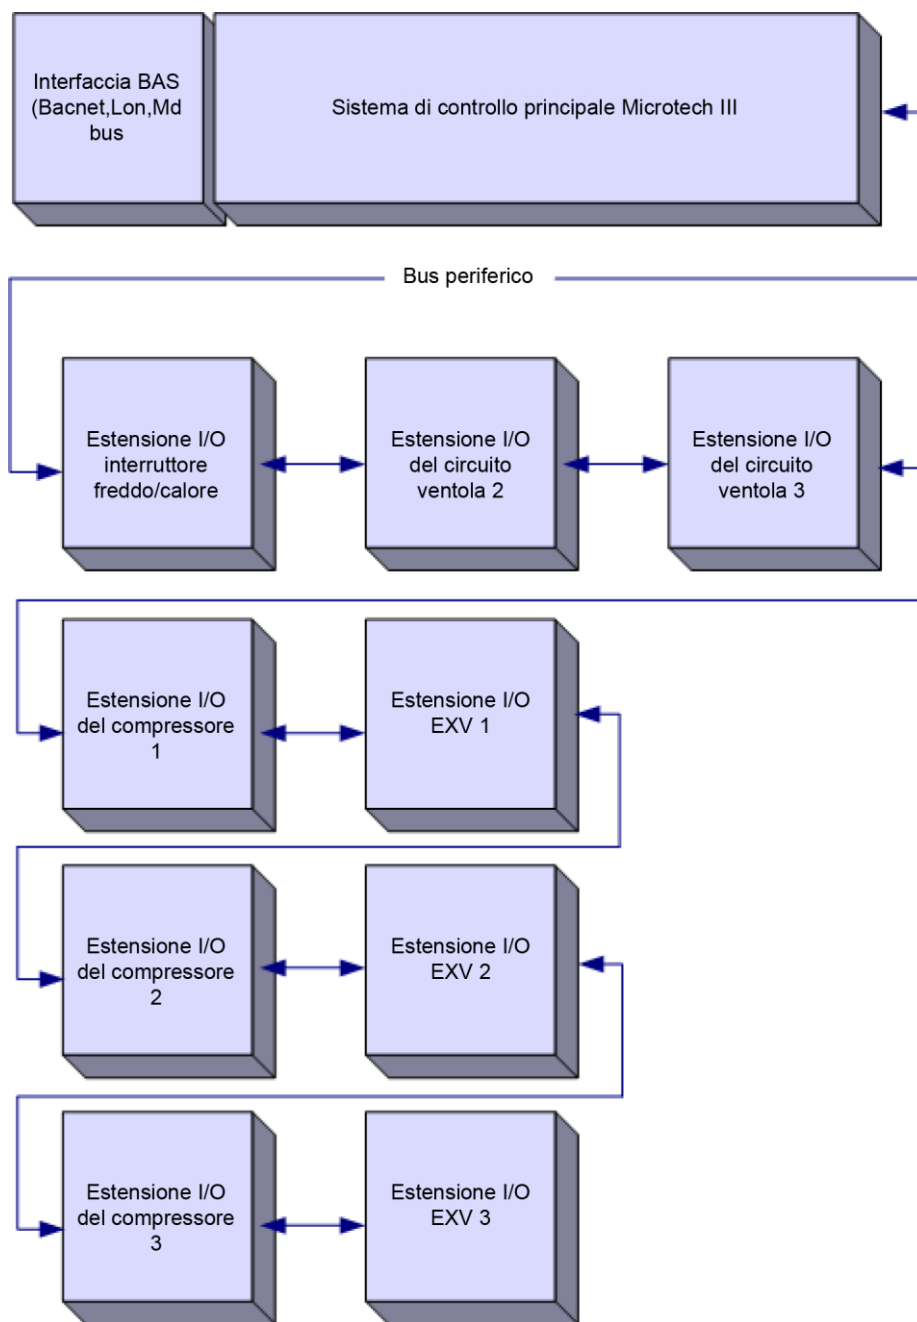 Interfaccia BAS
(Bacnet,Lon,Md
bus
Sistema di controllo principale Microtech III
Bus periferico
Estensione I/O
interruttore
freddo/calore
Estensione I/O
del circuito
ventola 2
Estensione I/O
del circuito
ventola 3
Estensione I/O
del compressore
1
Estensione I/O
EXV 1
Estensione I/O
del compressore
2
Estensione I/O
EXV 2
Estensione I/O
del compressore
3
Estensione I/O
EXV 3